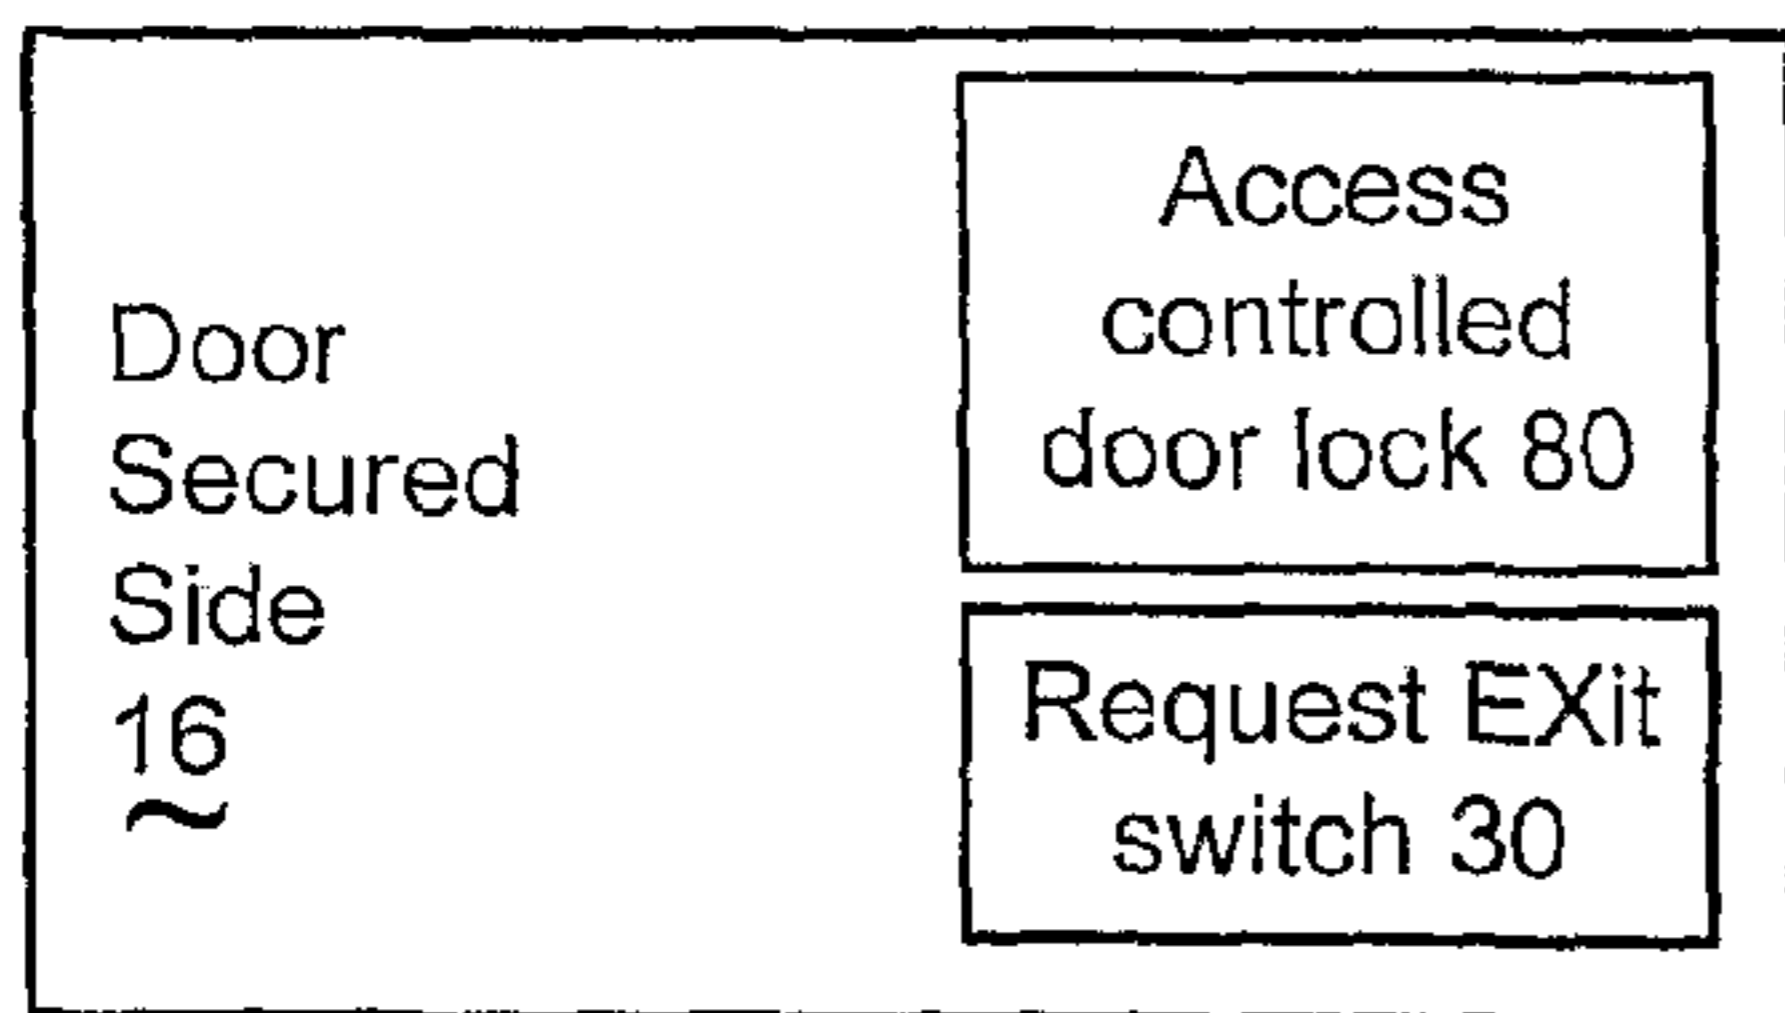 Door
Secured
Side
16
Access
controlled
door lock 80
Request EXit
switch 30